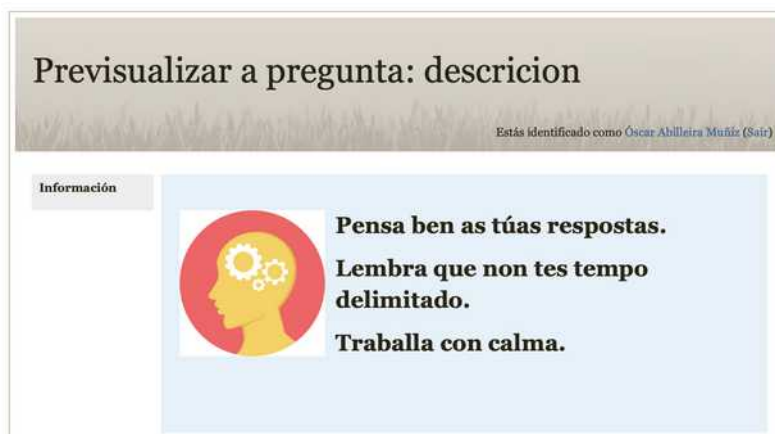 Previsualizar a pregunta: descricion
Estás identificado como Óscar Abilleira Muñiz (Saír)
Información
Pensa ben as túas respostas.
Lembra que non tes tempo
delimitado.
Traballa con calma.